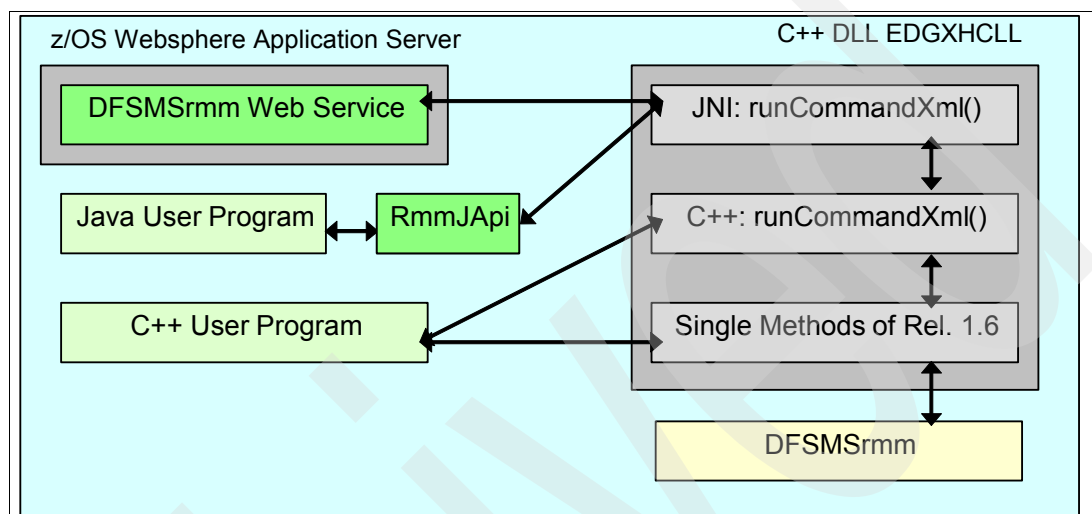 z/OS Websphere Application Server
C++ DLL EDGXHCLL
DFSMSrmm Web Service
JNI: runCommandXml()
Java User Program
RmmJApi
C++: runCommandXml()
C++ User Program
Single Methods of Rel. 1.6
DFSMSrmm